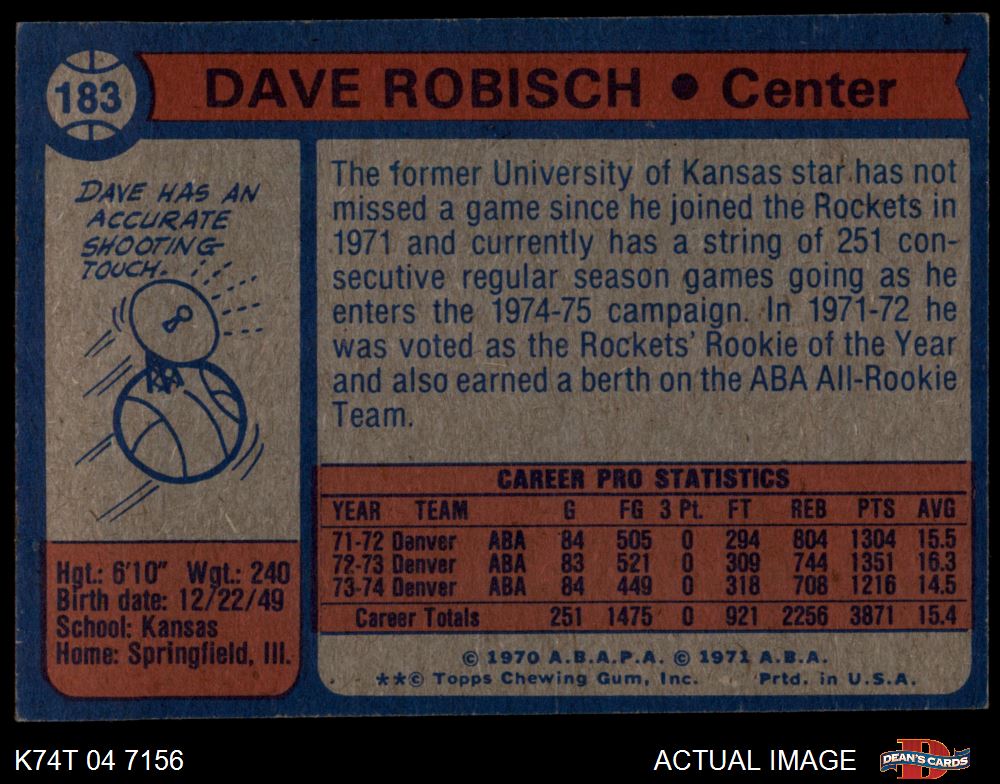 183
DAVE ROBISCH • Center
DAVE HAS AN
ACCURATE
SHOOTING
TOUCH.
The former University of Kansas star has not
missed a game since he joined the Rockets in
1971 and currently has a string of 251 con-
secutive regular season games going as he
enters the 1974-75 campaign. In 1971-72 he
was voted as the Rockets' Rookie of the Year
and also earned a berth on the ABA All-Rookie
Team.
Hgt.: 6'10" Wgt.: 240
Birth date: 12/22/49
School: Kansas
Home: Springfield, Ill.
CAREER PRO STATISTICS
YEAR TEAM G FG 3 Pt. FT REB PTS AVG
71-72 Denver ABA 84 505 0 294 804 1304 15.5
72-73 Denver ABA 83 521 0 309 744 1351 16.3
73-74 Denver ABA 84 449 0 318 708 1216 14.5
Career Totals 251 1475 0 921 2256 3871 15.4
© 1970 A.B.A.P.A. © 1971 A.B.A.
**© Topps Chewing Gum, Inc. Prtd. in U.S.A.
K74T 04 7156 ACTUAL IMAGE
DEAN'S CARDS